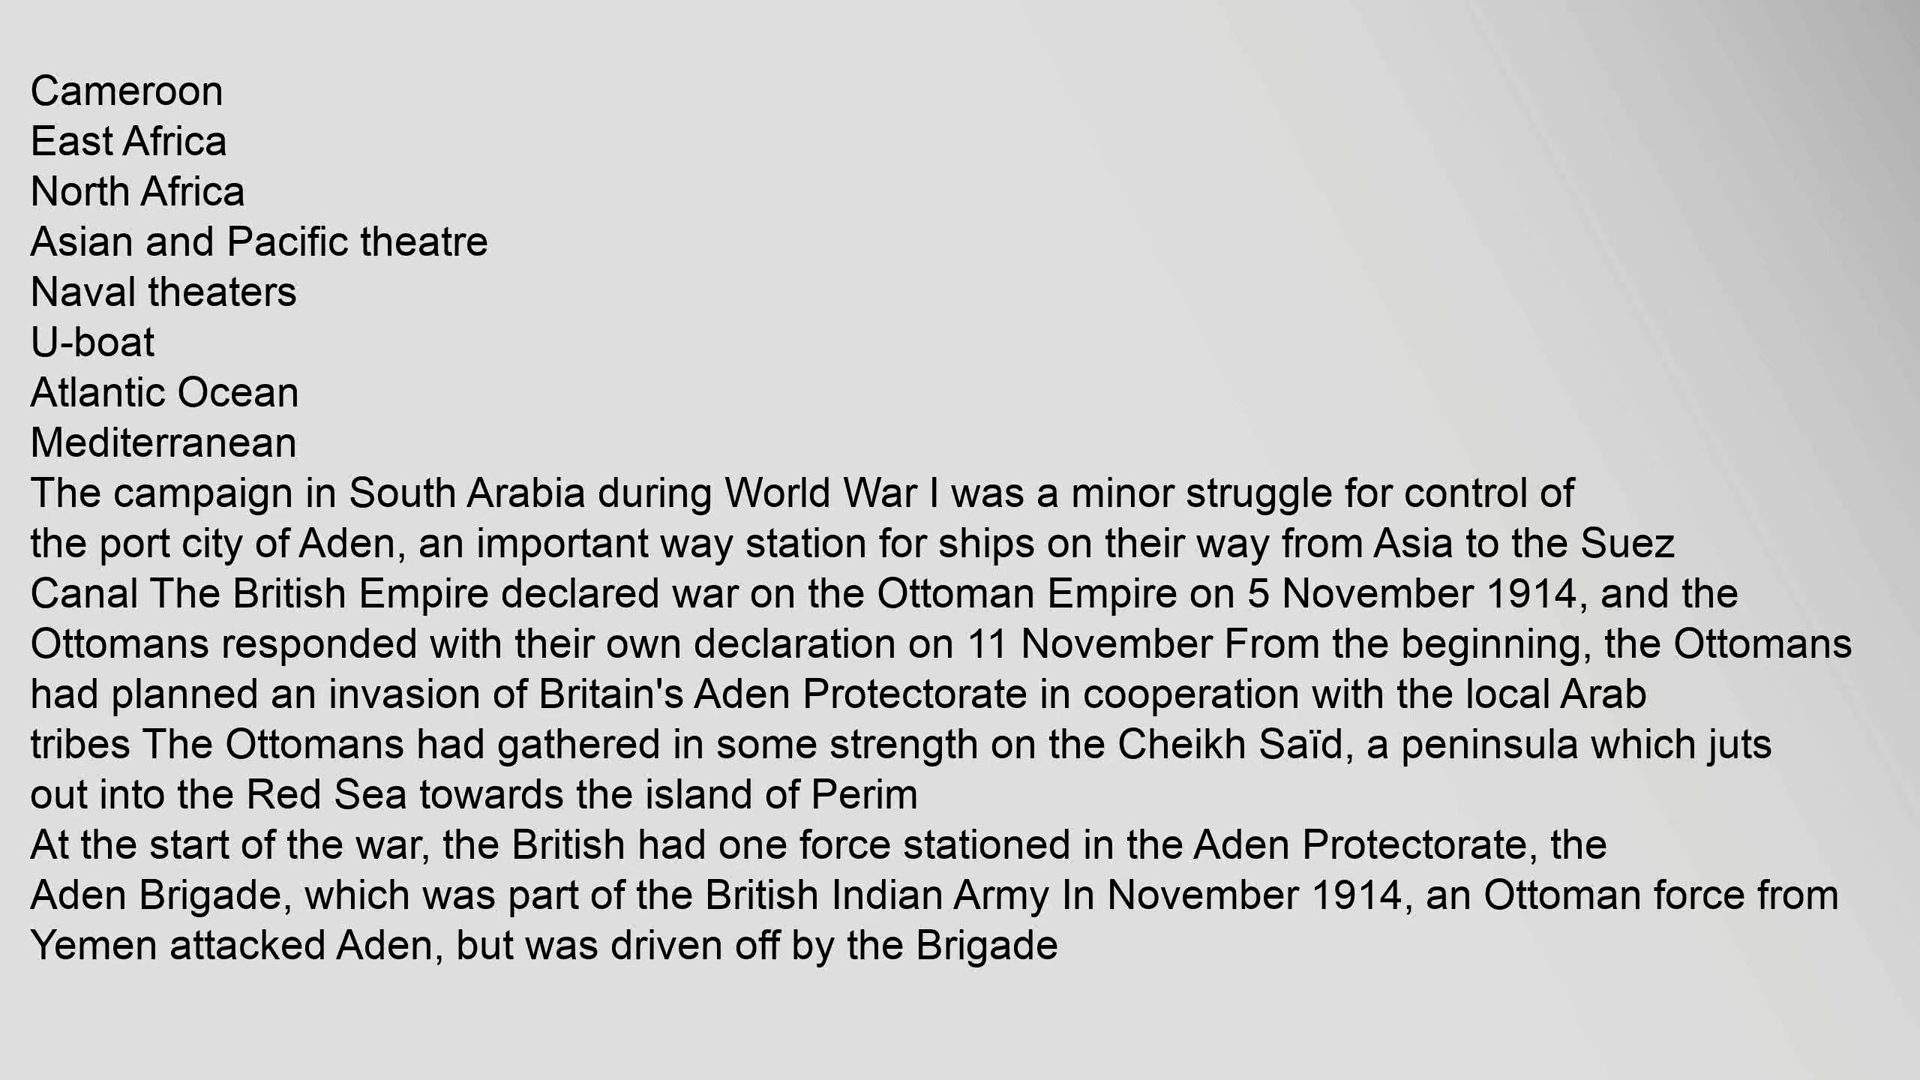 Cameroon
East Africa
North Africa
Asian and Pacific theatre
Naval theaters
U-boat
Atlantic Ocean
Mediterranean
The campaign in South Arabia during World War I was a minor struggle for control of
the port city of Aden, an important way station for ships on their way from Asia to the Suez
Canal The British Empire declared war on the Ottoman Empire on 5 November 1914, and the
Ottomans responded with their own declaration on 11 November From the beginning, the Ottomans
had planned an invasion of Britain's Aden Protectorate in cooperation with the local Arab
tribes The Ottomans had gathered in some strength on the Cheikh Saïd, a peninsula which juts
out into the Red Sea towards the island of Perim
At the start of the war, the British had one force stationed in the Aden Protectorate, the
Aden Brigade, which was part of the British Indian Army In November 1914, an Ottoman force from
Yemen attacked Aden, but was driven off by the Brigade